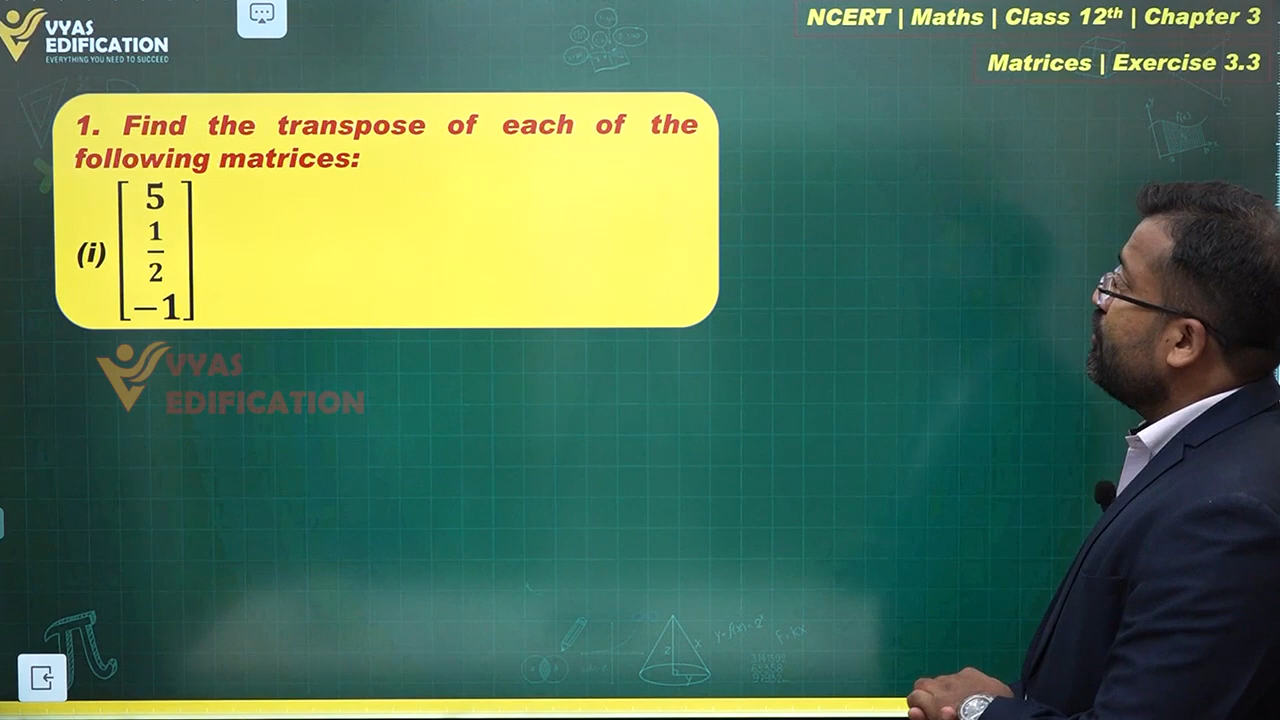 VYAS
EDIFICATION
EVERYTHING YOU NEED TO SUCCEED
NCERT | Maths | Class 12th | Chapter 3
Matrices | Exercise 3.3
1. Find the transpose of each of the
following matrices:
5
1
(i)
2
−1
VYAS
EDIFICATION
π